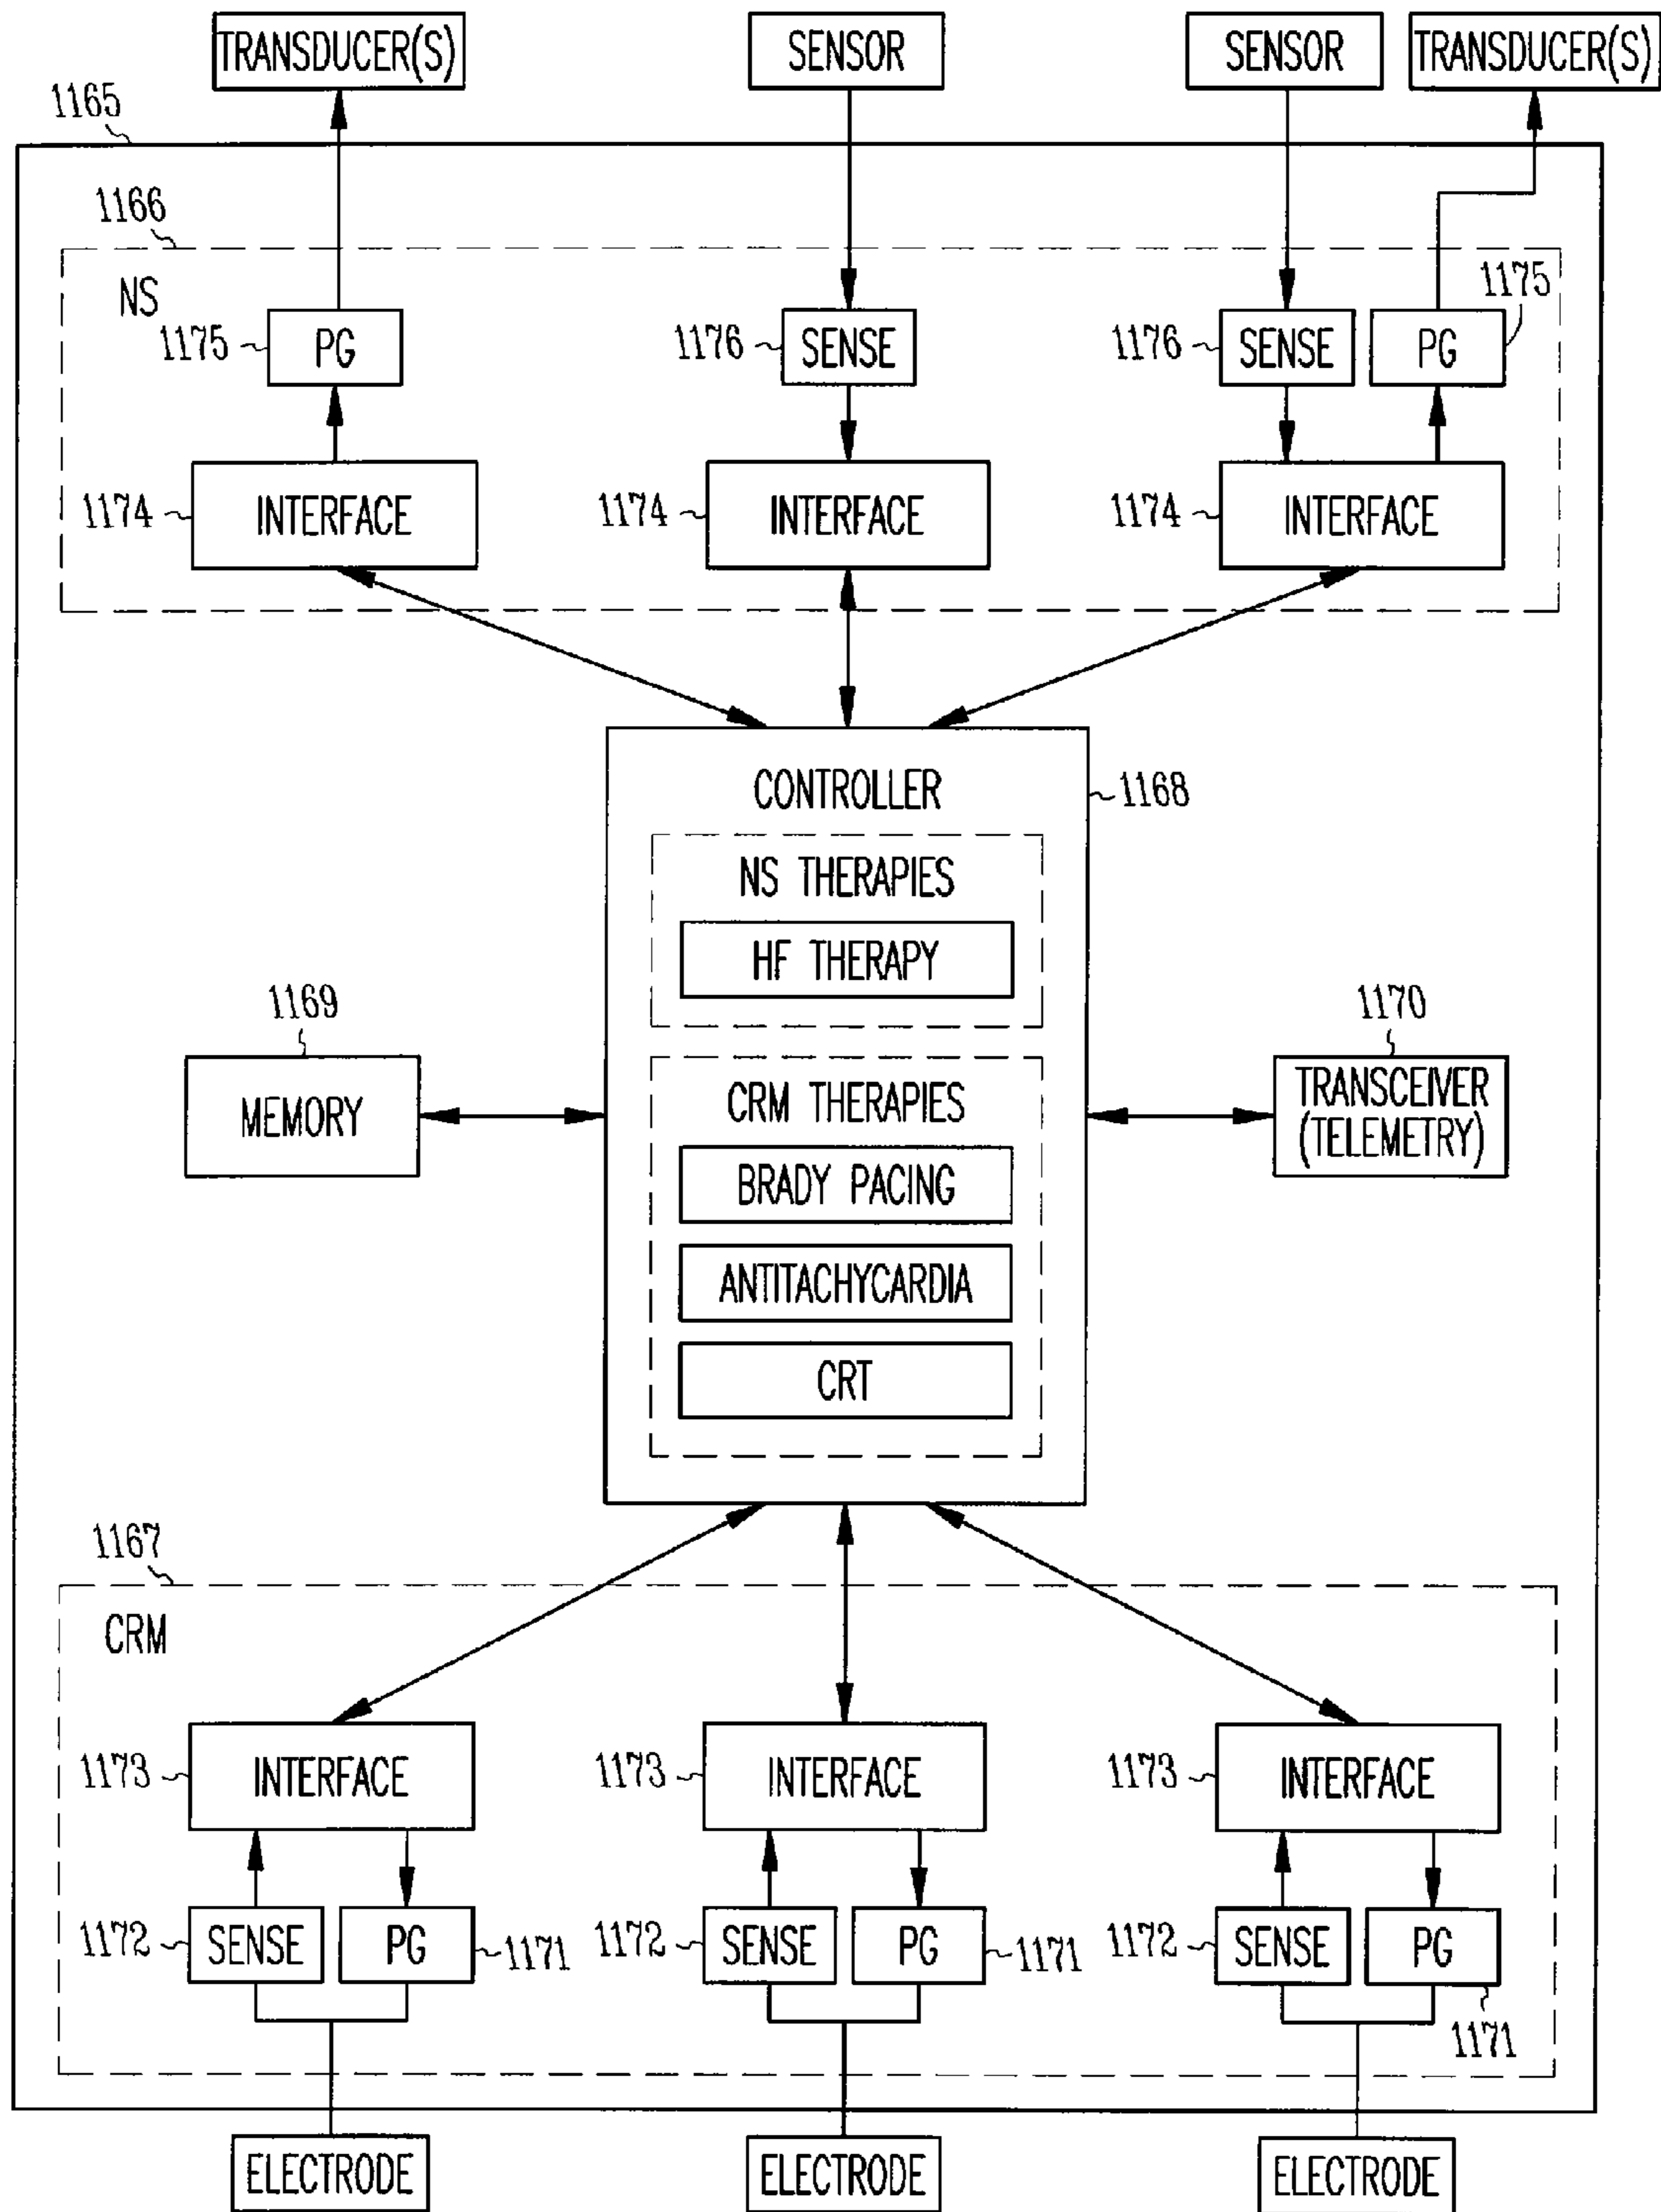 TRANSDUCER(S)
SENSOR
SENSOR
TRANSDUCER(S)
1165
1166
NS
1175
PG
1176
SENSE
1176
SENSE
PG
1175
1174
INTERFACE
1174
INTERFACE
1174
INTERFACE
CONTROLLER
1168
NS THERAPIES
HF THERAPY
1169
MEMORY
1170
TRANSCEIVER
(TELEMETRY)
CRM THERAPIES
BRADY PACING
ANTITACHYCARDIA
CRT
1167
CRM
1173
INTERFACE
1173
INTERFACE
1173
INTERFACE
1172
SENSE
PG
1171
1172
SENSE
PG
1171
1172
SENSE
PG
1171
ELECTRODE
ELECTRODE
ELECTRODE